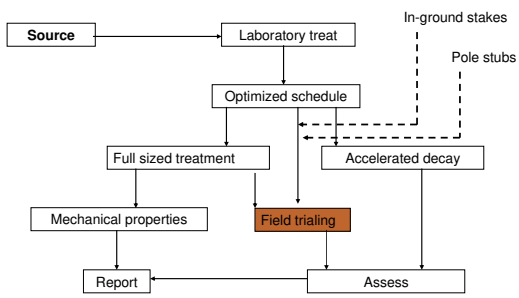 In-ground stakes
Source
Laboratory treat
Pole stubs
Optimized schedule
Full sized treatment
Accelerated decay
Mechanical properties
Field trialing
Report
Assess